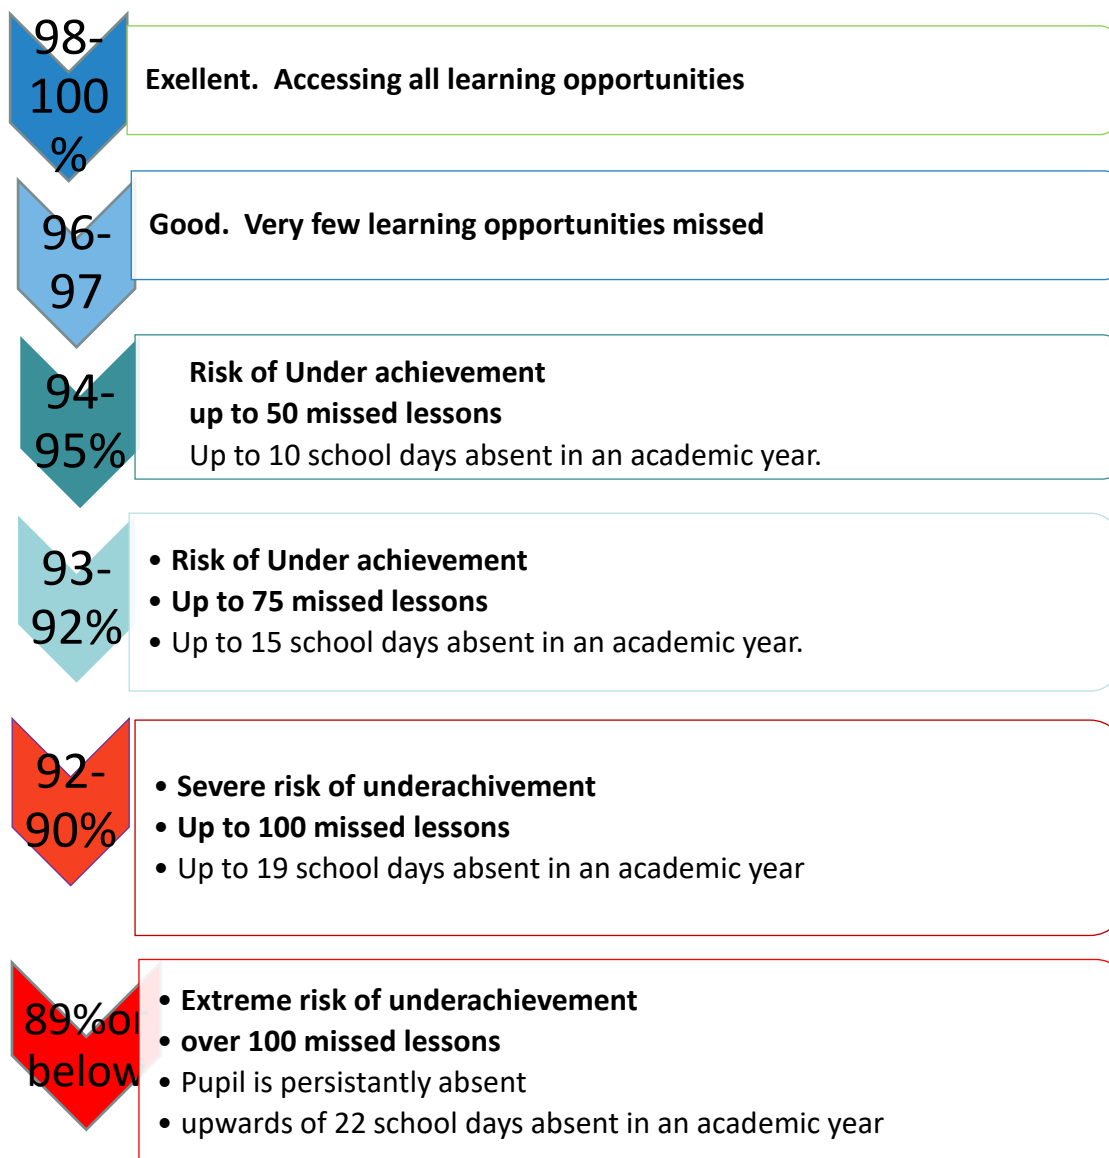 98-
100
%
Exellent.  Accessing all learning opportunities
96-
97
Good.  Very few learning opportunities missed
94-
95%
Risk of Under achievement
up to 50 missed lessons
Up to 10 school days absent in an academic year.
93-
92%
• Risk of Under achievement
• Up to 75 missed lessons
• Up to 15 school days absent in an academic year.
92-
90%
• Severe risk of underachivement
• Up to 100 missed lessons
• Up to 19 school days absent in an academic year
89%or
below
• Extreme risk of underachievement
• over 100 missed lessons
• Pupil is persistantly absent
• upwards of 22 school days absent in an academic year